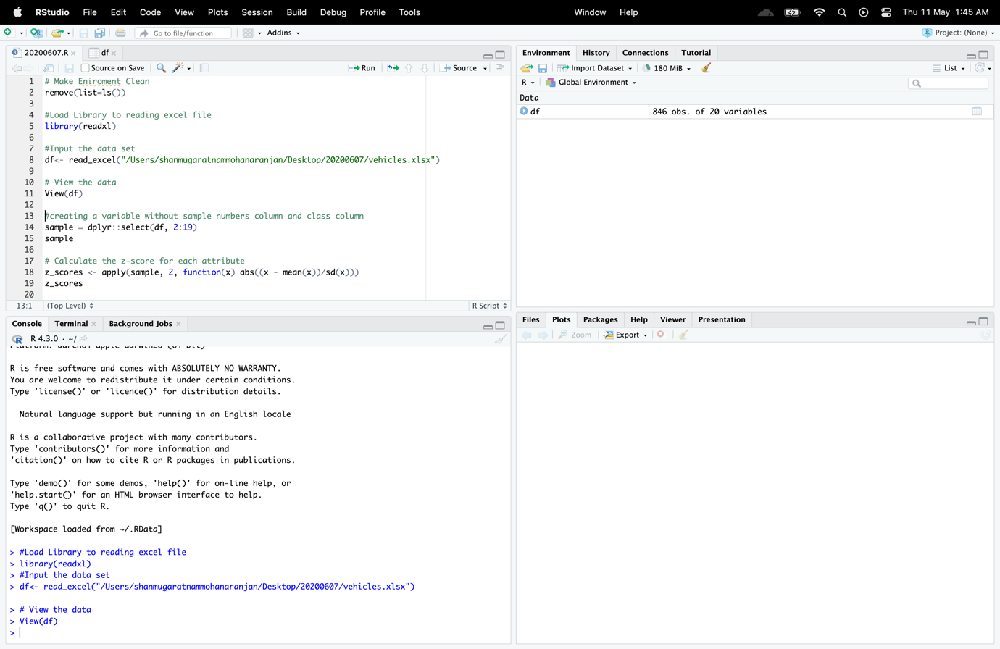 RStudio File Edit Code View Plots Session Build Debug Profile Tools Window Help Thu 11 May 1:45 AM
Go to file/function Addins Project: (None)
20200607.R df
Source on Save Run Source
1 # Make Eniroment Clean
2 remove(list=ls())
3
4 #Load Library to reading excel file
5 library(readxl)
6
7 #Input the data set
8 df<- read_excel("/Users/shanmugaratnammohanaranjan/Desktop/20200607/vehicles.xlsx")
9
10 # View the data
11 View(df)
12
13 #creating a variable without sample numbers column and class column
14 sample = dplyr::select(df, 2:19)
15 sample
16
17 # Calculate the z-score for each attribute
18 z_scores <- apply(sample, 2, function(x) abs((x - mean(x))/sd(x)))
19 z_scores
20
13:1 (Top Level) R Script
Console Terminal Background Jobs
R 4.3.0 · ~/
R is free software and comes with ABSOLUTELY NO WARRANTY.
You are welcome to redistribute it under certain conditions.
Type 'license()' or 'licence()' for distribution details.
Natural language support but running in an English locale
R is a collaborative project with many contributors.
Type 'contributors()' for more information and
'citation()' on how to cite R or R packages in publications.
Type 'demo()' for some demos, 'help()' for on-line help, or
'help.start()' for an HTML browser interface to help.
Type 'q()' to quit R.
[Workspace loaded from ~/.RData]
> #Load Library to reading excel file
> library(readxl)
> #Input the data set
> df<- read_excel("/Users/shanmugaratnammohanaranjan/Desktop/20200607/vehicles.xlsx")
> # View the data
> View(df)
>
Environment History Connections Tutorial
Import Dataset 180 MiB List
R Global Environment
Data
df 846 obs. of 20 variables
Files Plots Packages Help Viewer Presentation
Zoom Export